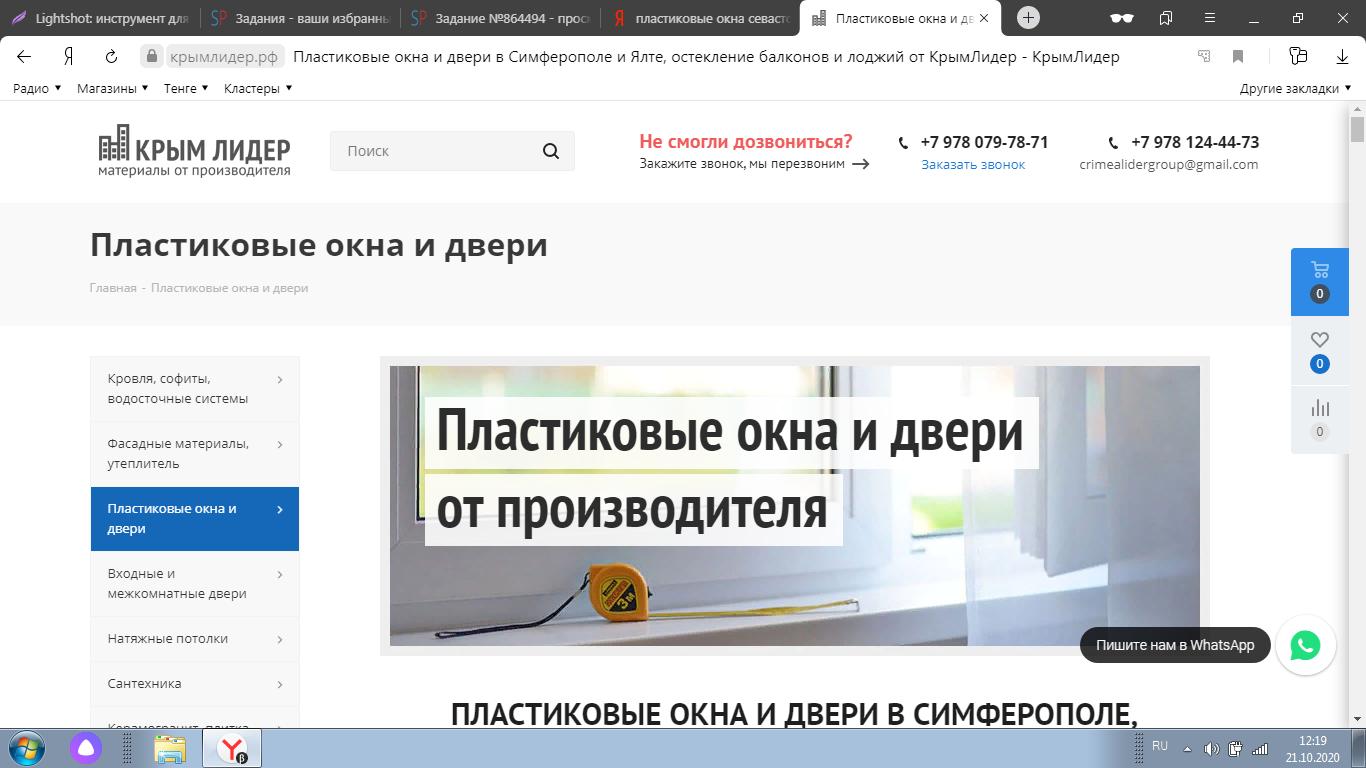 Lightshot: инструмент для
Задания - ваши избранны
Задание №864494 - прос
пластиковые окна севаст
Пластиковые окна и дв
крымлидер.рф
Пластиковые окна и двери в Симферополе и Ялте, остекление балконов и лоджий от КрымЛидер - КрымЛидер
Радио
Магазины
Тенге
Кластеры
Другие закладки
КРЫМ ЛИДЕР
материалы от производителя
Поиск
Не смогли дозвониться?
Закажите звонок, мы перезвоним
+7 978 079-78-71
Заказать звонок
+7 978 124-44-73
crimealidergroup@gmail.com
Пластиковые окна и двери
Главная - Пластиковые окна и двери
0
0
0
Кровля, софиты,
водосточные системы
Фасадные материалы,
утеплитель
Пластиковые окна и
двери
Входные и
межкомнатные двери
Натяжные потолки
Сантехника
Керамогранит, плитка
Пластиковые окна и двери
от производителя
3м
Пишите нам в WhatsApp
ПЛАСТИКОВЫЕ ОКНА И ДВЕРИ В СИМФЕРОПОЛЕ,
RU
12:19
21.10.2020